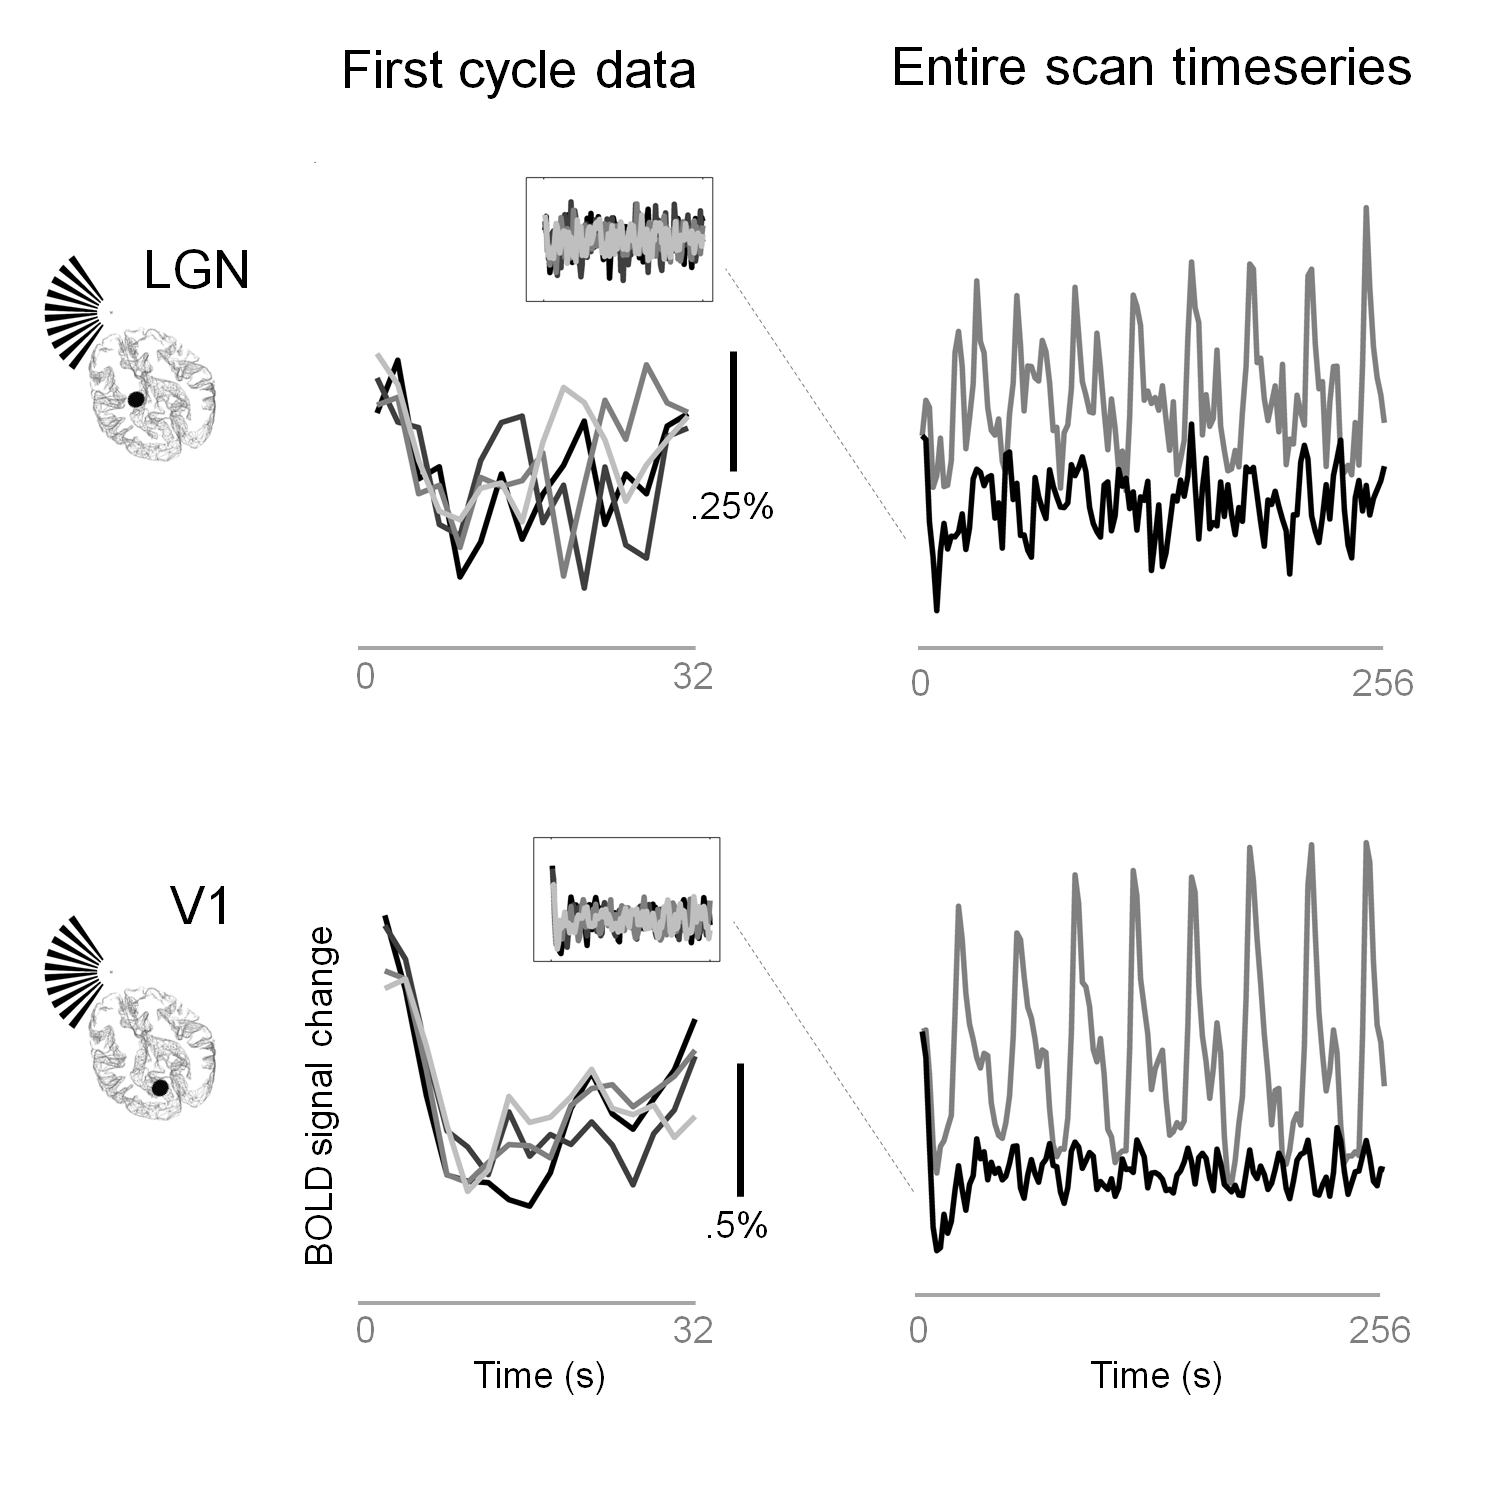 First cycle data
Entire scan timeseries
LGN
.25%
0
32
0
256
V1
BOLD signal change
.5%
0
32
0
256
Time (s)
Time (s)